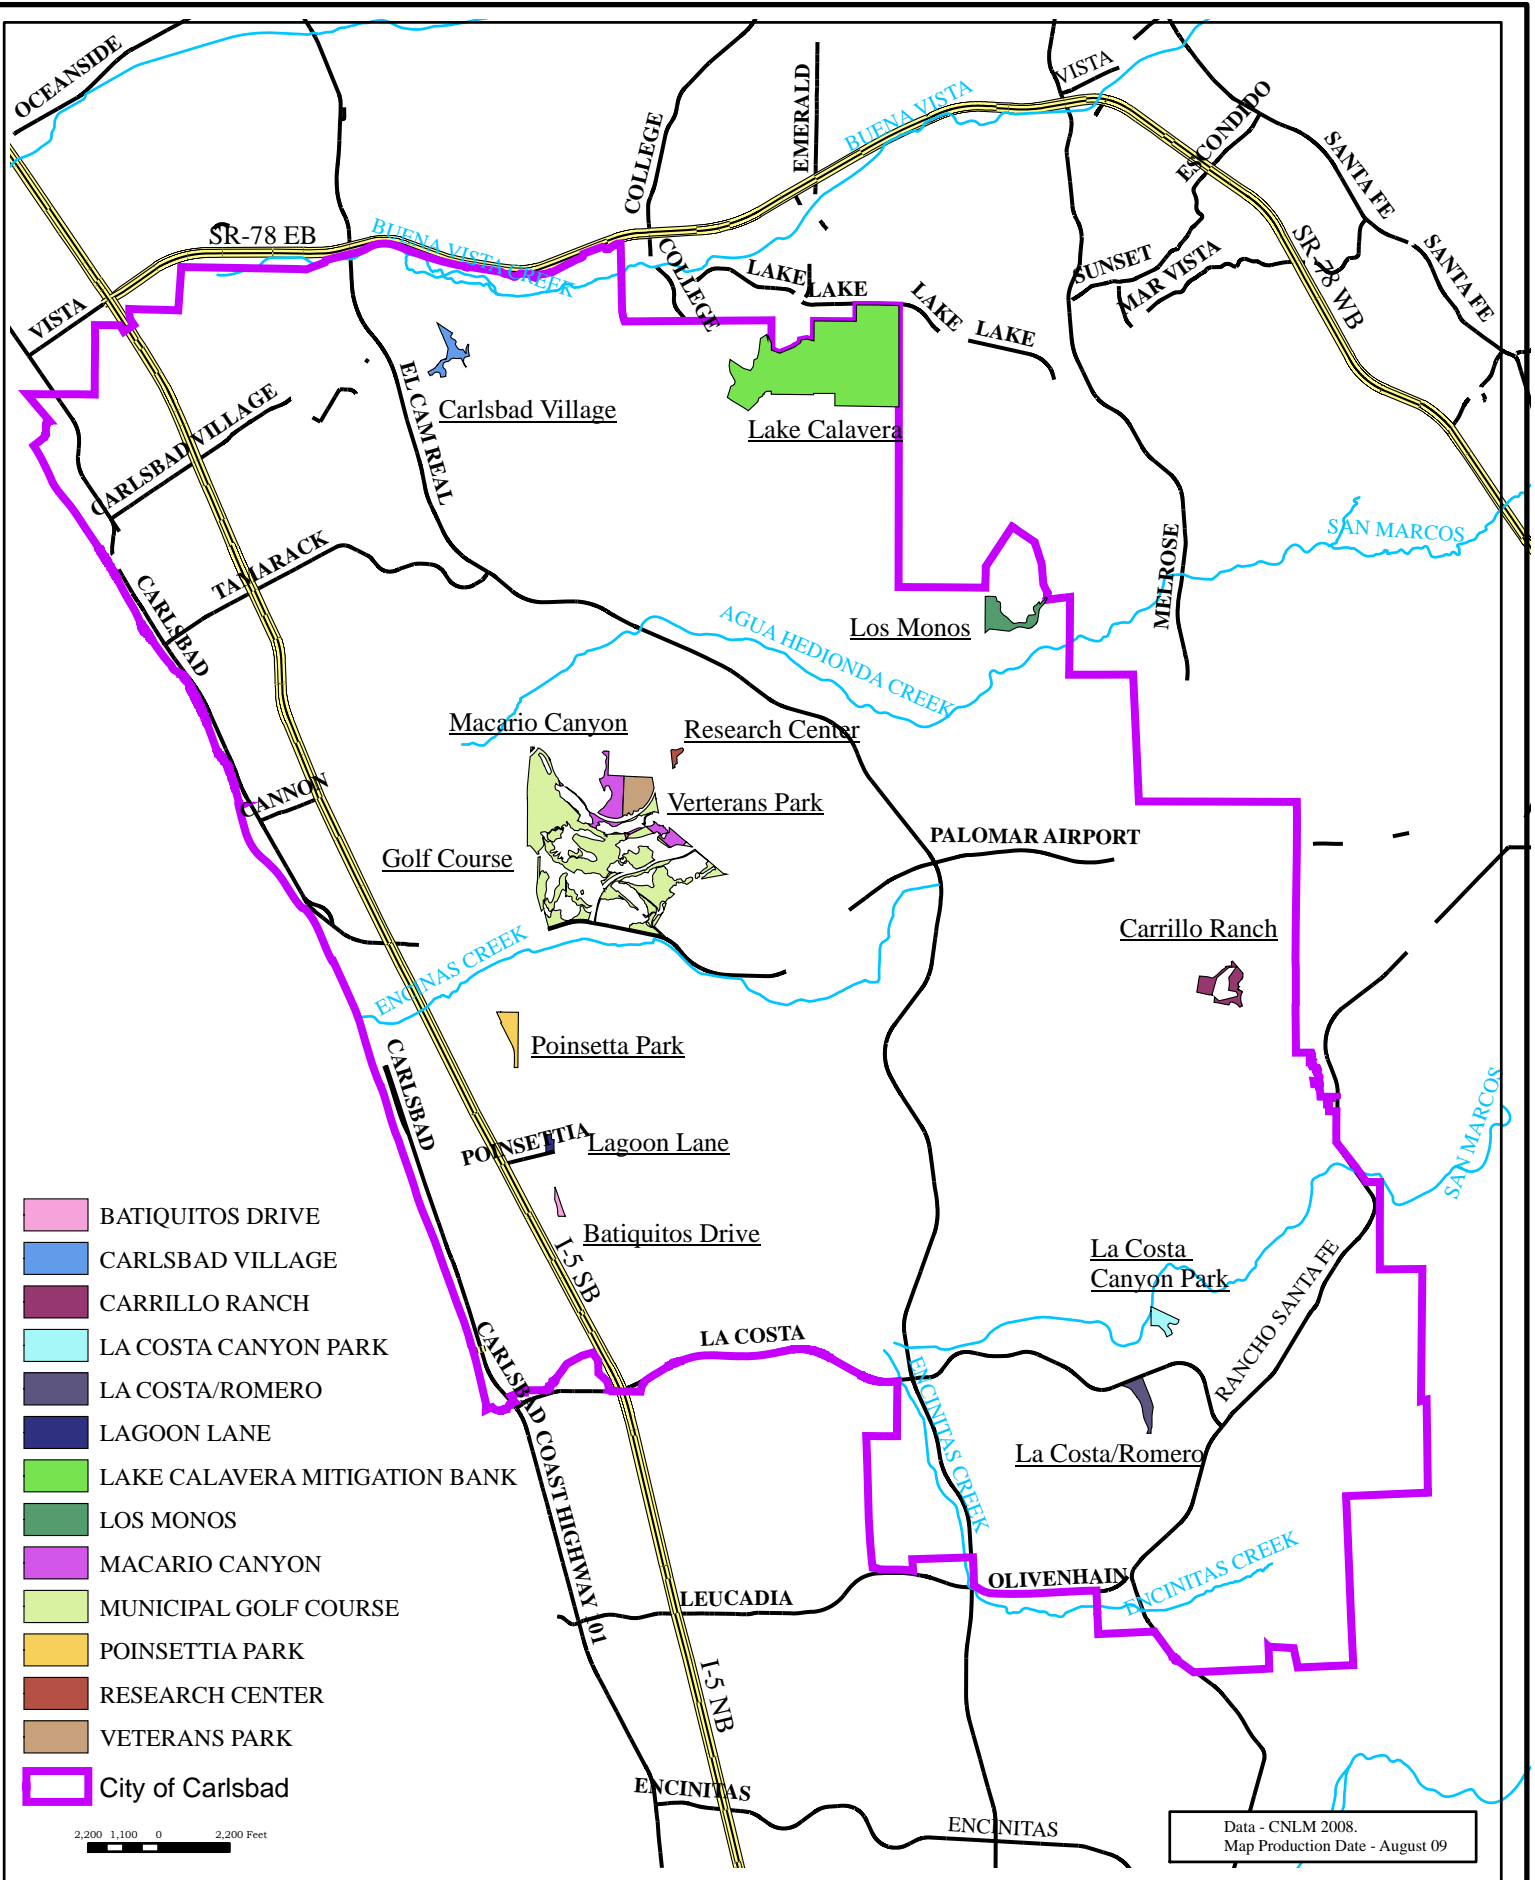 OCEANSIDE
VISTA
EMERALD
COLLEGE
BUENA VISTA
ESCONDIDO
SANTA FE
SR-78 EB
BUENA VISTA CREEK
COLLEGE
LAKE
LAKE
LAKE
LAKE
SUNSET
MAR VISTA
SR-78 WB
SANTA FE
VISTA
EL CAM REAL
Carlsbad Village
Lake Calavera
CARLSBAD VILLAGE
TAMARACK
SAN MARCOS
MELROSE
CARLSBAD
Los Monos
AGUA HEDIONDA CREEK
Macario Canyon
Research Center
CANNON
Verterans Park
PALOMAR AIRPORT
Golf Course
Carrillo Ranch
ENCINAS CREEK
Poinsetta Park
CARLSBAD
POINSETTIA
Lagoon Lane
SAN MARCOS
Batiquitos Drive
I-5 SB
La Costa
Canyon Park
RANCHO SANTA FE
LA COSTA
CARLSBAD COAST HIGHWAY 101
ENCINITAS CREEK
La Costa/Romero
OLIVENHAIN
ENCINITAS CREEK
LEUCADIA
I-5 NB
ENCINITAS
ENCINITAS
BATIQUITOS DRIVE
CARLSBAD VILLAGE
CARRILLO RANCH
LA COSTA CANYON PARK
LA COSTA/ROMERO
LAGOON LANE
LAKE CALAVERA MITIGATION BANK
LOS MONOS
MACARIO CANYON
MUNICIPAL GOLF COURSE
POINSETTIA PARK
RESEARCH CENTER
VETERANS PARK
City of Carlsbad
2,200 1,100 0 2,200 Feet
Data - CNLM 2008.
Map Production Date - August 09